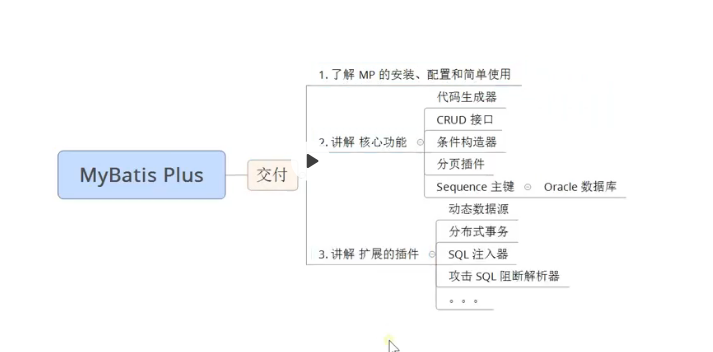 MyBatis Plus
交付
1. 了解 MP 的安装、配置和简单使用
2. 讲解 核心功能
代码生成器
CRUD 接口
条件构造器
分页插件
Sequence 主键
Oracle 数据库
3. 讲解 扩展的插件
动态数据源
分布式事务
SQL 注入器
攻击 SQL 阻断解析器
。。。